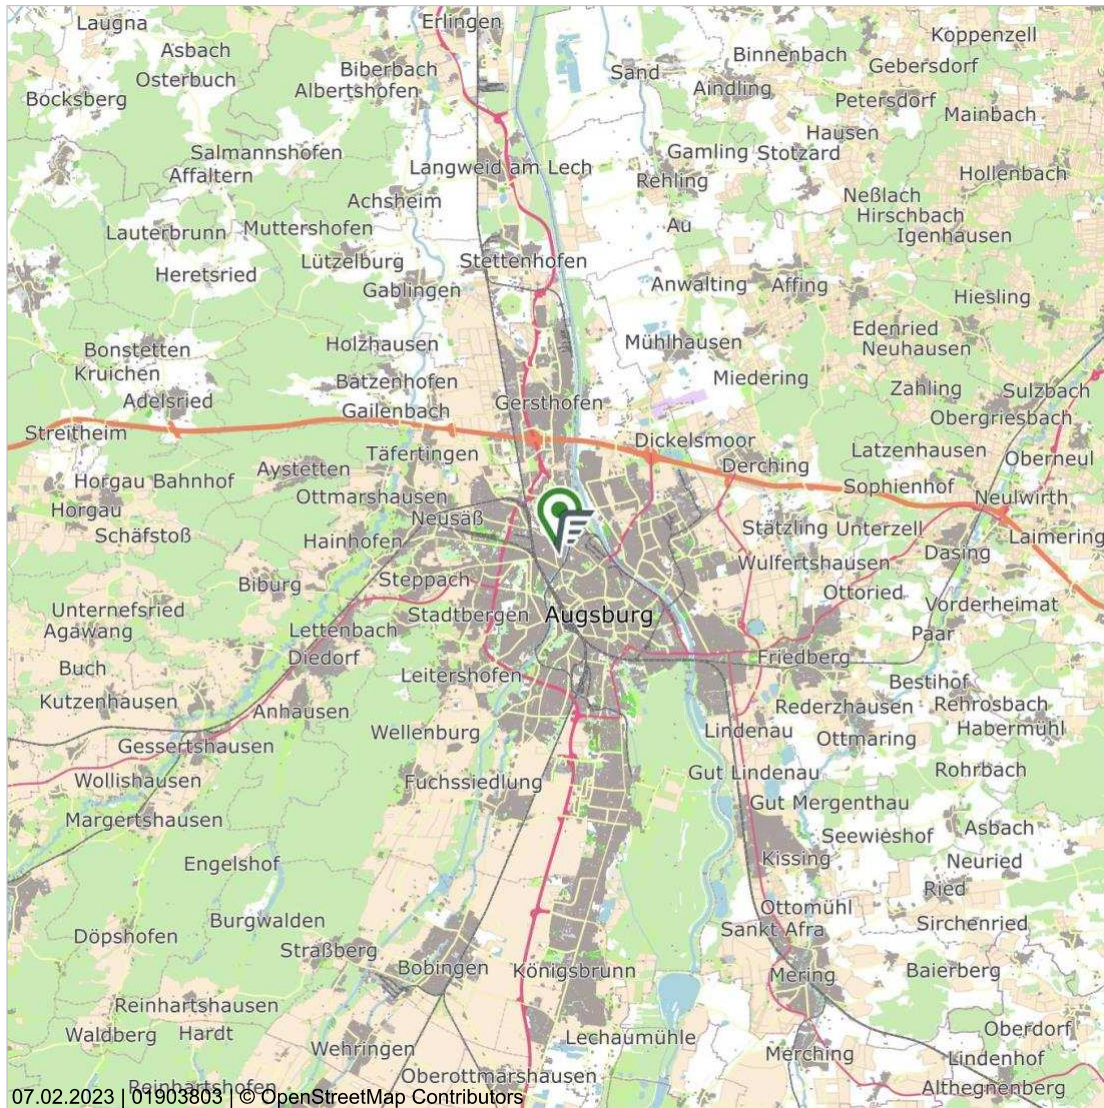 Laugna
Erlingen
Koppenzell
Asbach
Binnenbach
Gebersdorf
Biberbach
Sand
Osterbuch
Albertshofen
Aindling
Bocksberg
Petersdorf
Mainbach
Hausen
Salmannshofen
Gamling
Stotzard
Langweid am Lech
Affaltern
Rehling
Hollenbach
Achsheim
Neßlach
Hirschbach
Lauterbrunn
Muttershofen
Au
Igenhausen
Lützelburg
Stettenhofen
Heretsried
Gablingen
Anwalting
Affing
Hiesling
Edenried
Holzhausen
Mühlhausen
Bonstetten
Neuhausen
Kruichen
Batzenhofen
Miedering
Zahling
Sulzbach
Adelsried
Gailenbach
Gersthofen
Obergriesbach
Streitheim
Dickelsmoor
Täfertingen
Latzenhausen
Oberneul
Aystetten
Derching
Horgau Bahnhof
Sophienhof
Ottmarshausen
Neulwirth
Horgau
Neusäß
Schäfstoß
Stätzling
Unterzell
Laimering
Hainhofen
Dasing
Wulfertshausen
Biburg
Steppach
Ottoried
Unternefsried
Stadtbergen
Augsburg
Vorderheimat
Agawang
Lettenbach
Paar
Diedorf
Friedberg
Buch
Leitershofen
Bestihof
Kutzenhausen
Anhausen
Rederzhausen
Rehrosbach
Wellenburg
Lindenau
Habermühl
Gessertshausen
Ottmaring
Wollishausen
Fuchssiedlung
Gut Lindenau
Rohrbach
Gut Mergenthau
Margertshausen
Seewieshof
Asbach
Engelshof
Kissing
Neuried
Ried
Burgwalden
Ottomühl
Döpshofen
Sankt Afra
Sirchenried
Straßberg
Bobingen
Königsbrunn
Mering
Baierberg
Reinhartshausen
Waldberg
Hardt
Lechaumühle
Oberdorf
Wehringen
Merching
Lindenhof
Oberottmarshausen
Reinhartshofen
Althegnenberg
07.02.2023 | 01903803 | © OpenStreetMap Contributors